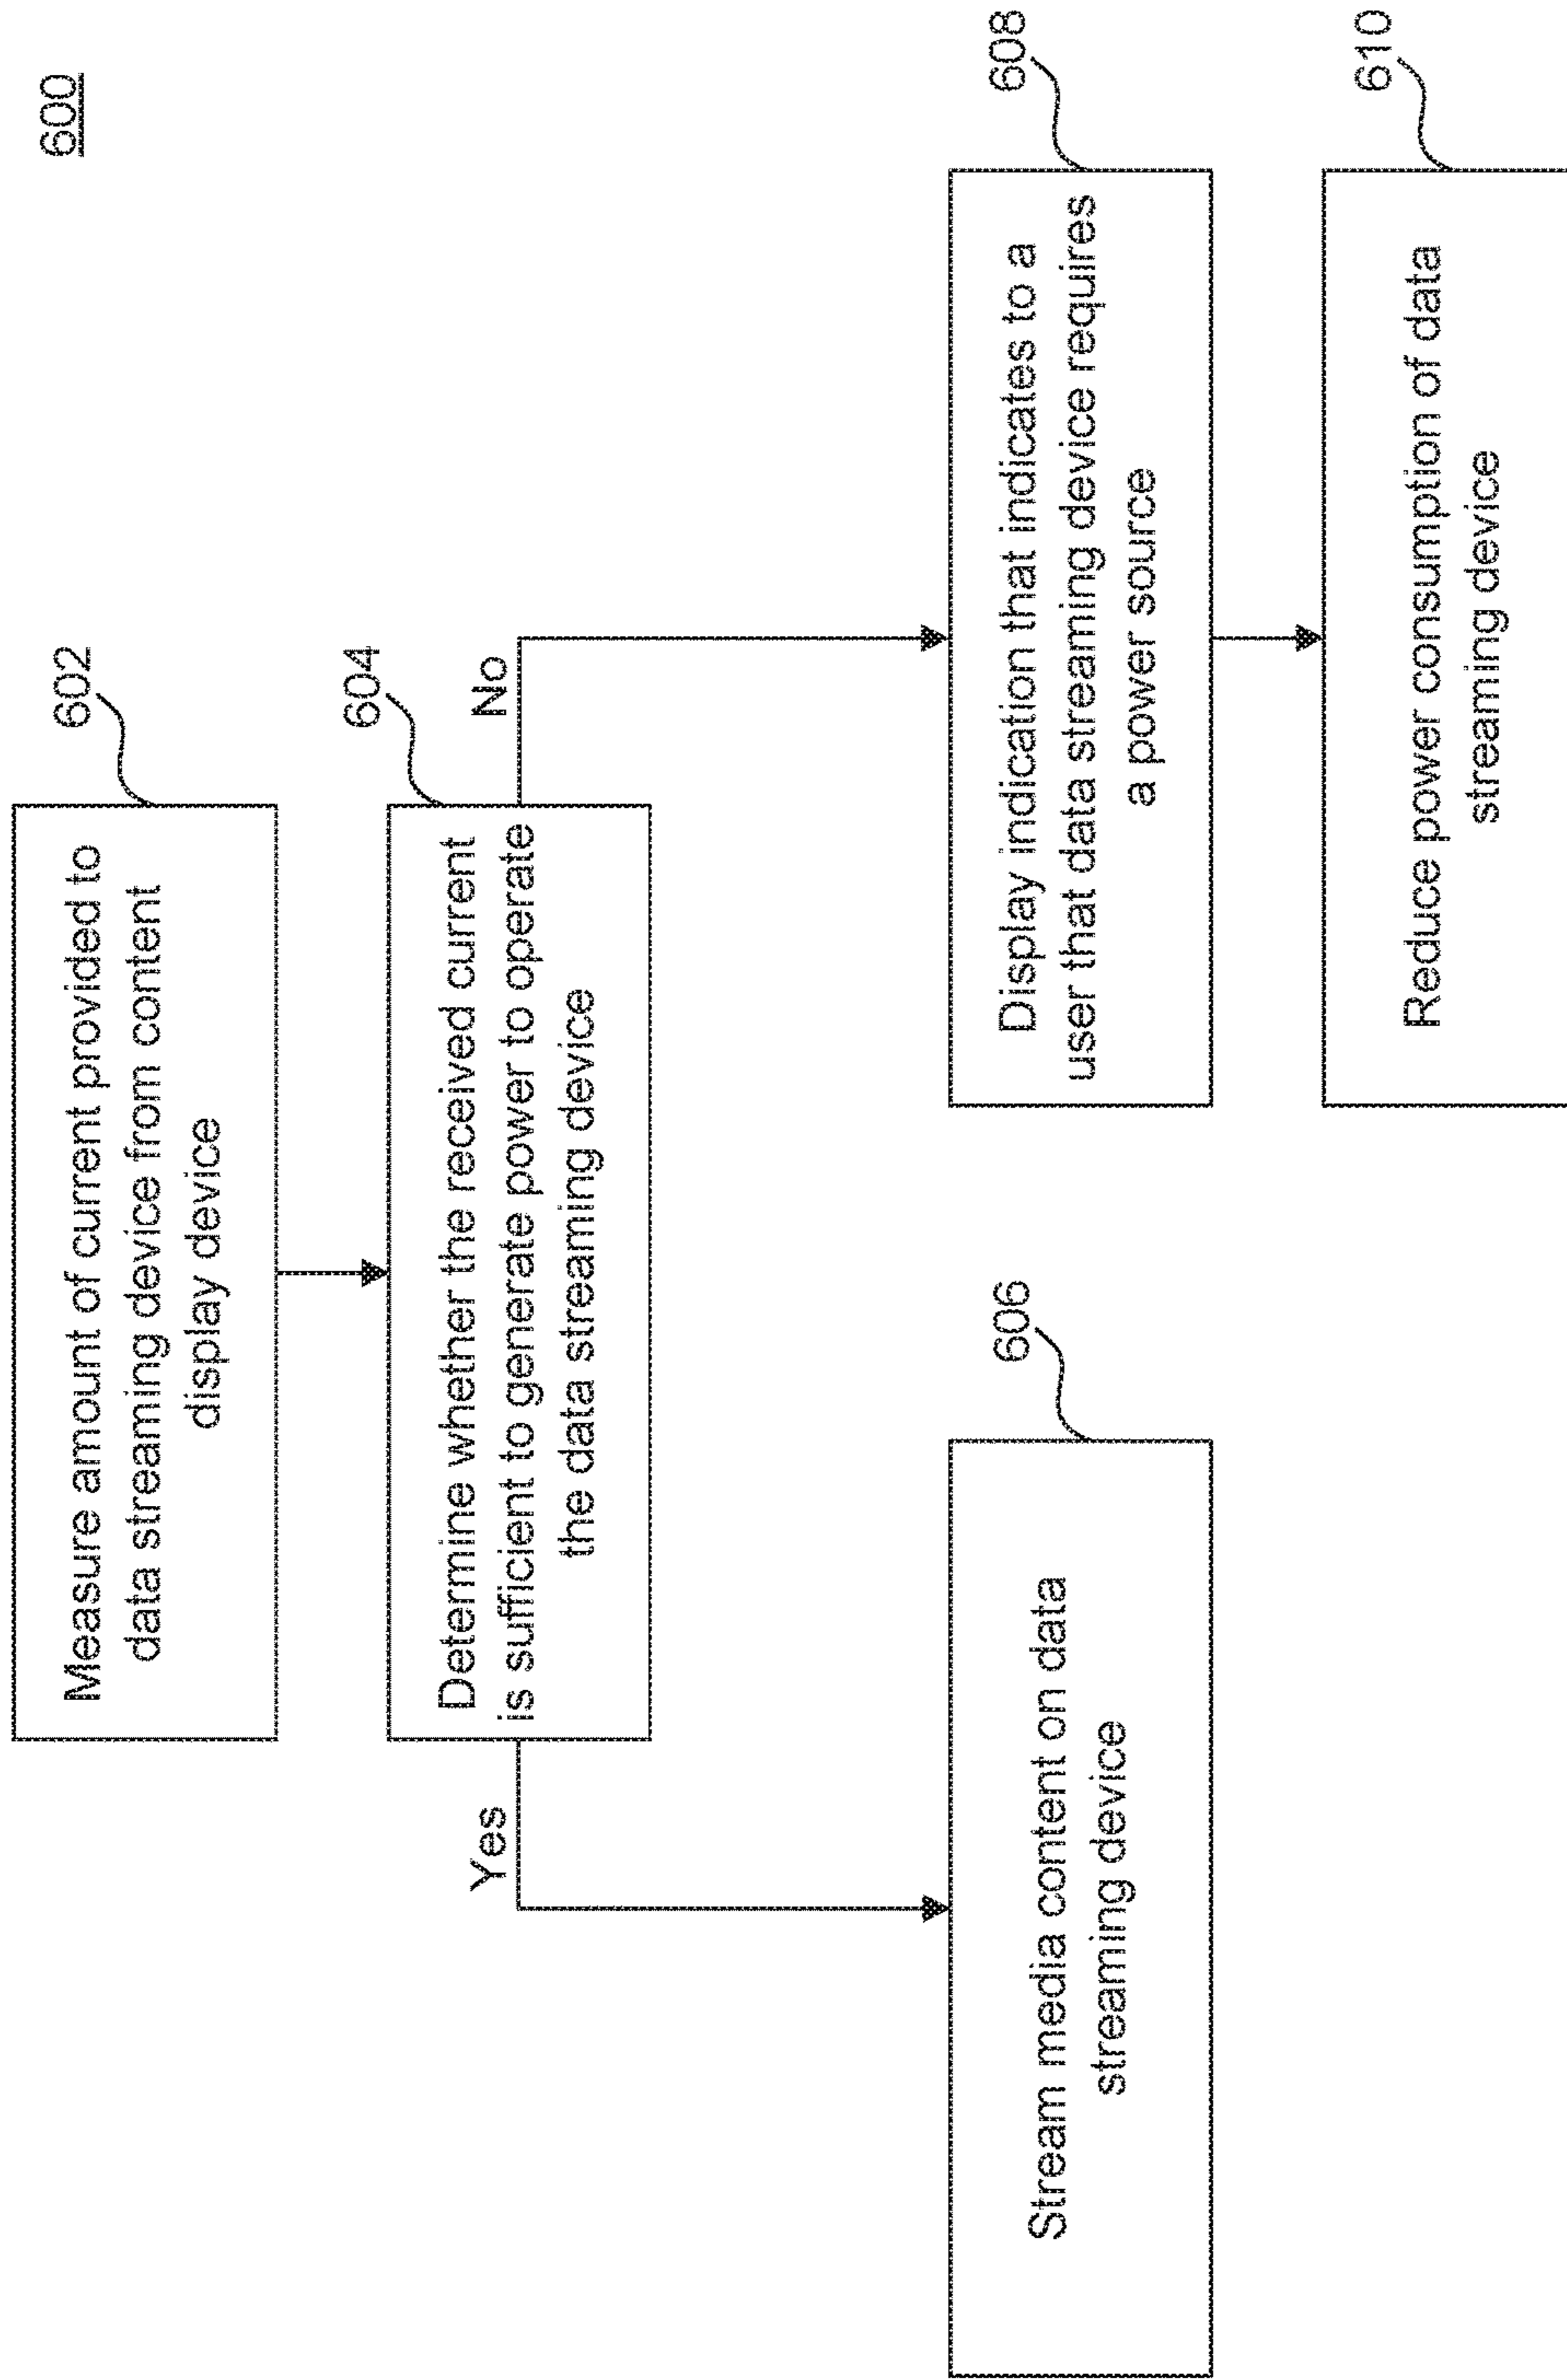 600
602
Measure amount of current provided to
data streaming device from content
display device
604
Determine whether the received current
is sufficient to generate power to operate
the data streaming device
Yes
No
606
Stream media content on data
streaming device
608
Display indication that indicates to a
user that data streaming device requires
a power source
610
Reduce power consumption of data
streaming device